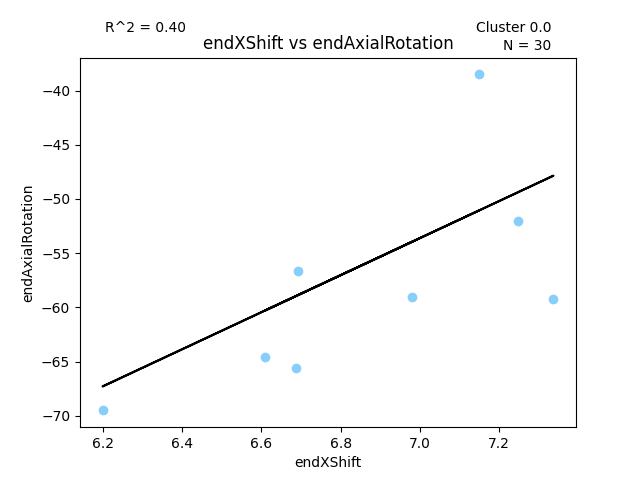 R^2 = 0.40
Cluster 0.0
endXShift vs endAxialRotation
N = 30
−40
−45
−50
−55
−60
−65
−70
endAxialRotation
6.2 6.4 6.6 6.8 7.0 7.2
endXShift